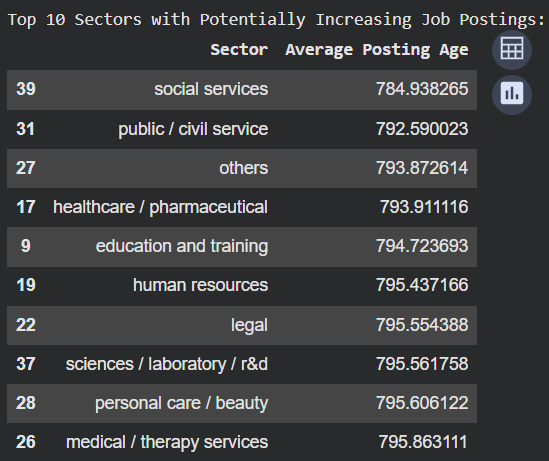 Top 10 Sectors with Potentially Increasing Job Postings:
Sector Average Posting Age
39 social services 784.938265
31 public / civil service 792.590023
27 others 793.872614
17 healthcare / pharmaceutical 793.911116
9 education and training 794.723693
19 human resources 795.437166
22 legal 795.554388
37 sciences / laboratory / r&d 795.561758
28 personal care / beauty 795.606122
26 medical / therapy services 795.863111